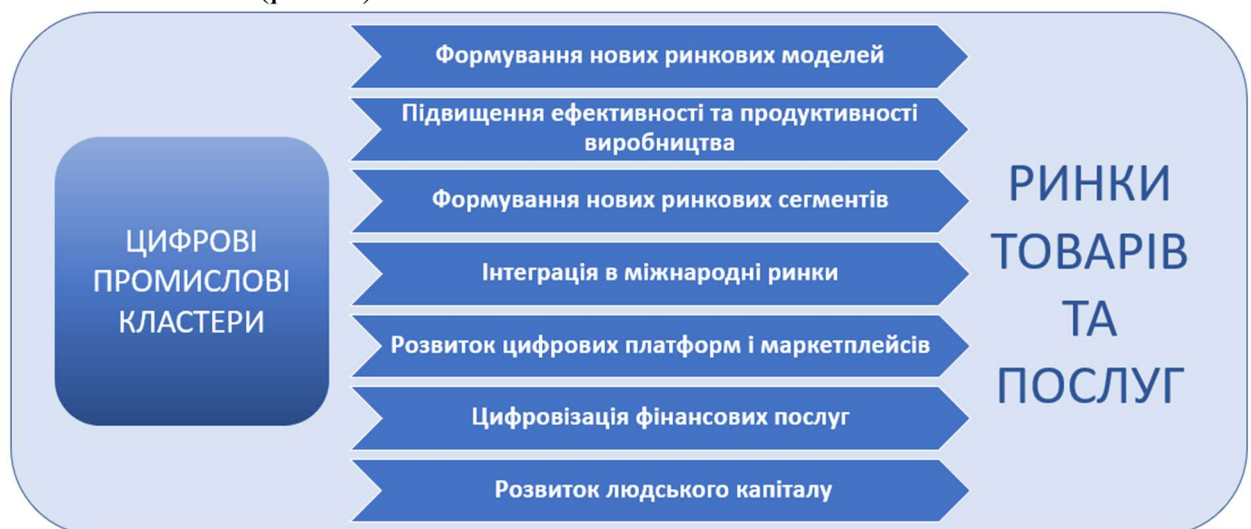 ЦИФРОВІ
ПРОМИСЛОВІ
КЛАСТЕРИ
Формування нових ринкових моделей
Підвищення ефективності та продуктивності
виробництва
Формування нових ринкових сегментів
Інтеграція в міжнародні ринки
Розвиток цифрових платформ і маркетплейсів
Цифровізація фінансових послуг
Розвиток людського капіталу
РИНКИ
ТОВАРІВ
ТА
ПОСЛУГ